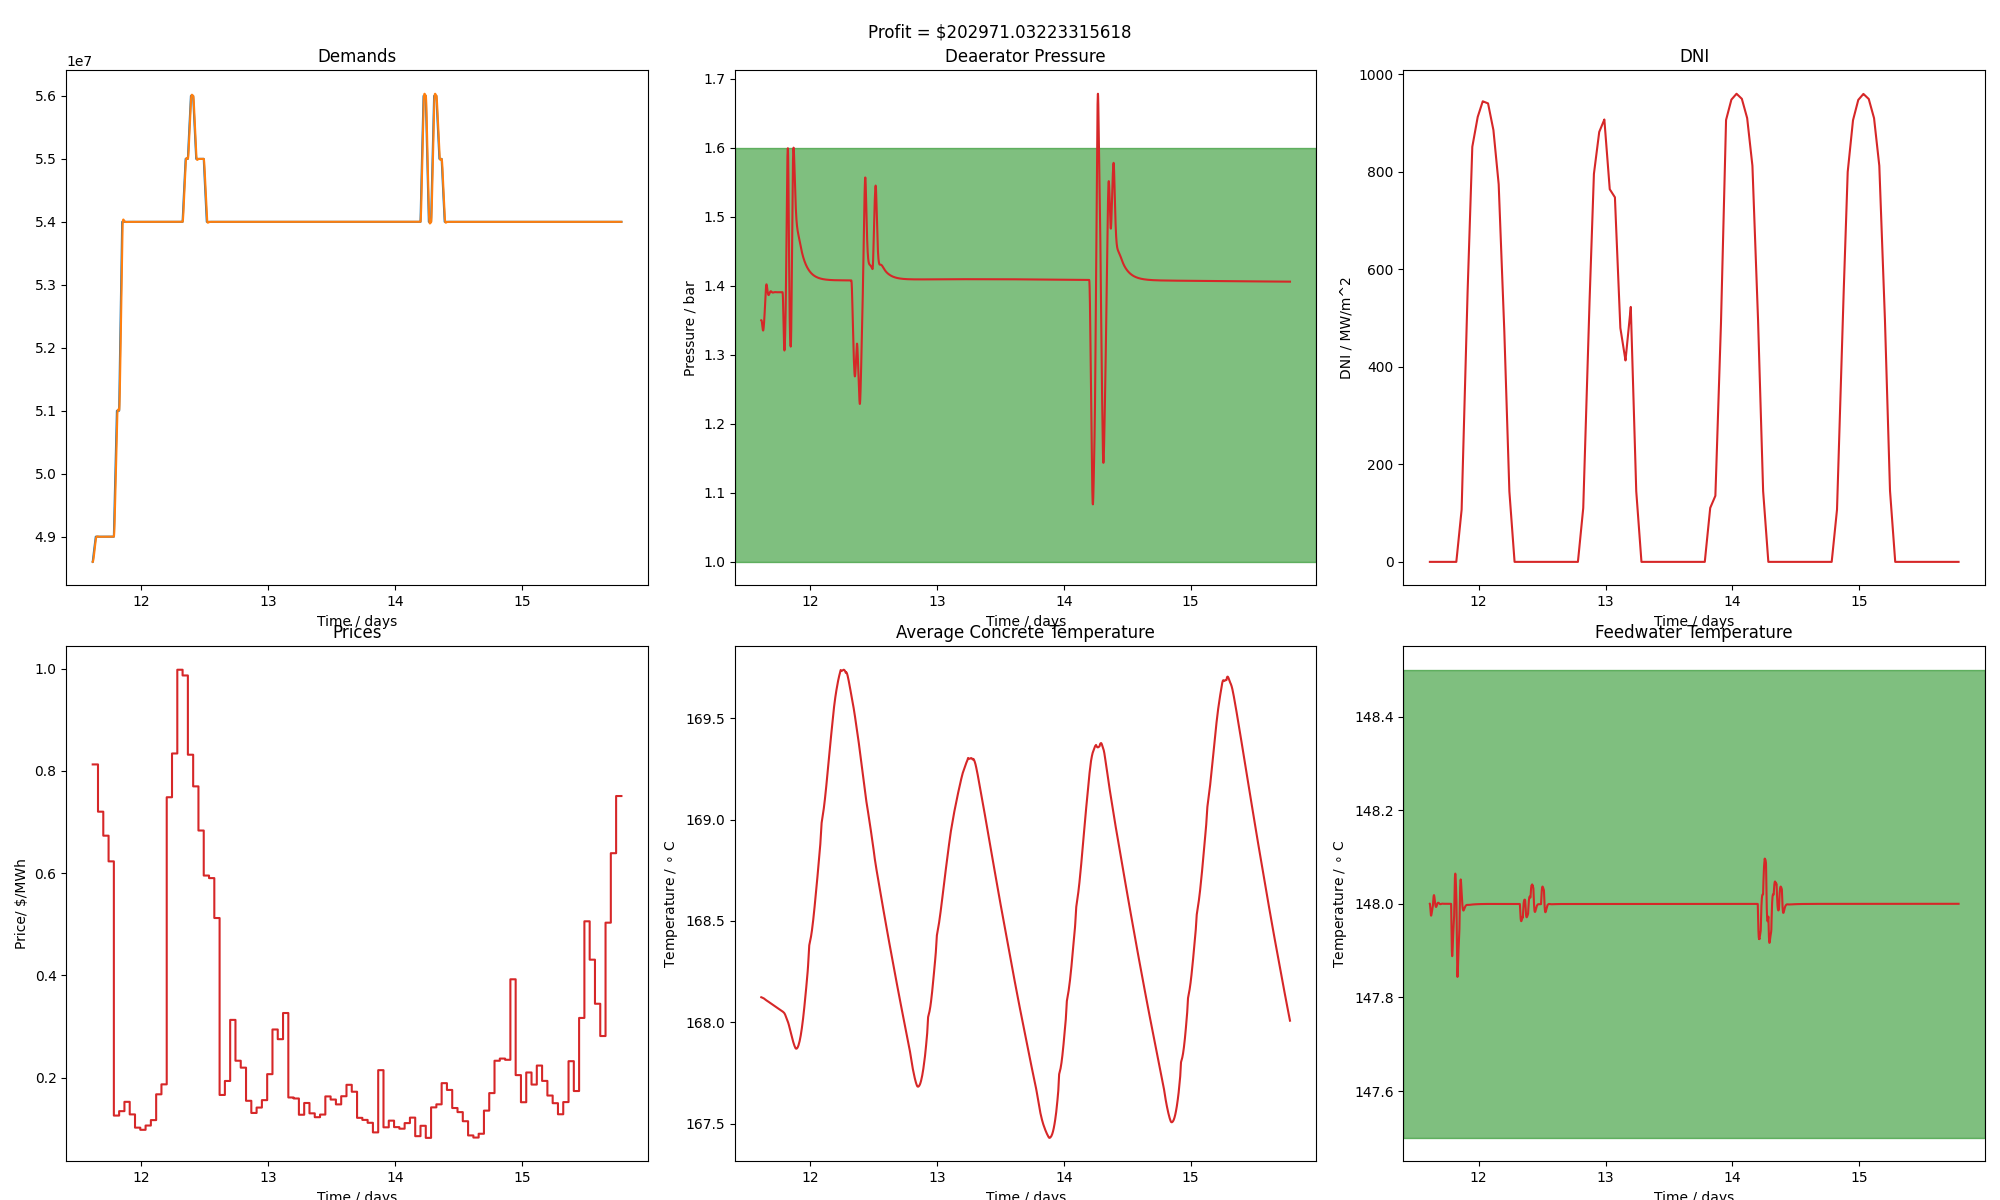 Profit = $202971.03223315618
Demands
1e7
5.6
5.5
5.4
5.3
5.2
5.1
5.0
4.9
12 13 14 15
Time / days
Deaerator Pressure
Pressure / bar
1.7
1.6
1.5
1.4
1.3
1.2
1.1
1.0
12 13 14 15
Time / days
DNI
DNI / MW/m^2
1000
800
600
400
200
0
12 13 14 15
Time / days
Prices
Price/ $/MWh
1.0
0.8
0.6
0.4
0.2
12 13 14 15
Time / days
Average Concrete Temperature
Temperature / ∘ C
169.5
169.0
168.5
168.0
167.5
12 13 14 15
Time / days
Feedwater Temperature
Temperature / ∘ C
148.4
148.2
148.0
147.8
147.6
12 13 14 15
Time / days